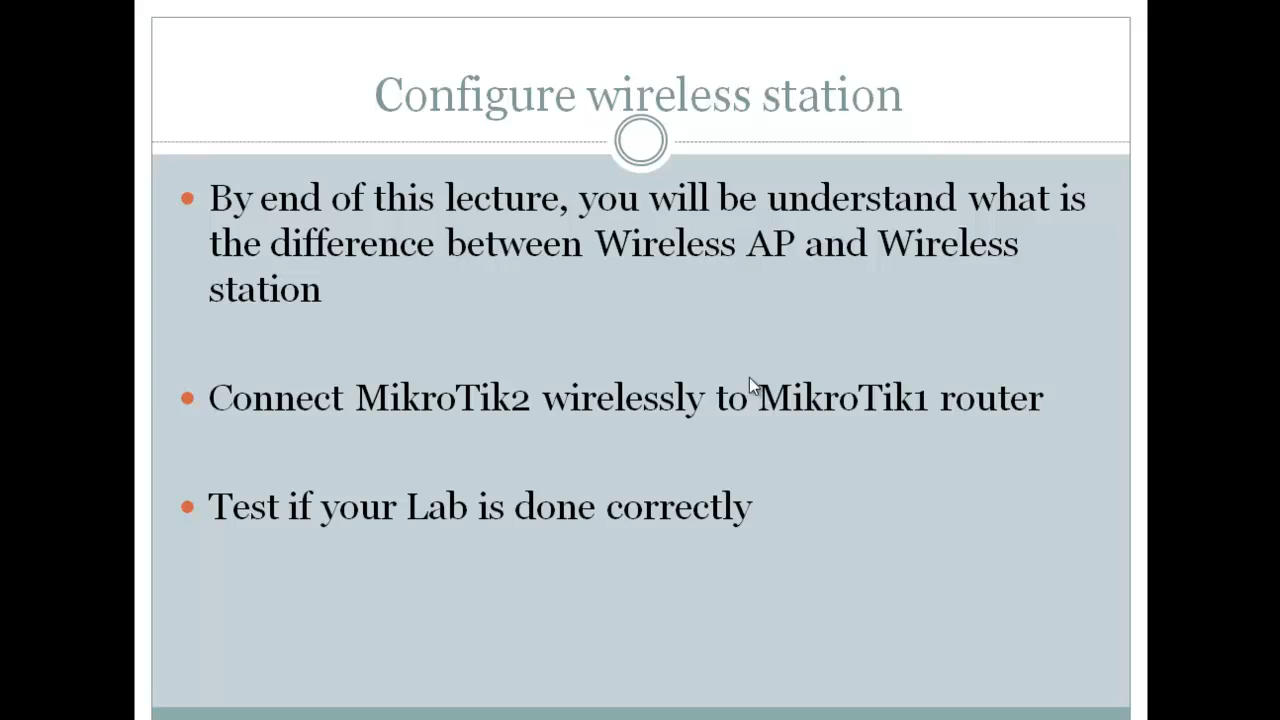 Configure wireless station
By end of this lecture, you will be understand what is
the difference between Wireless AP and Wireless
station
Connect MikroTik2 wirelessly to MikroTik1 router
Test if your Lab is done correctly